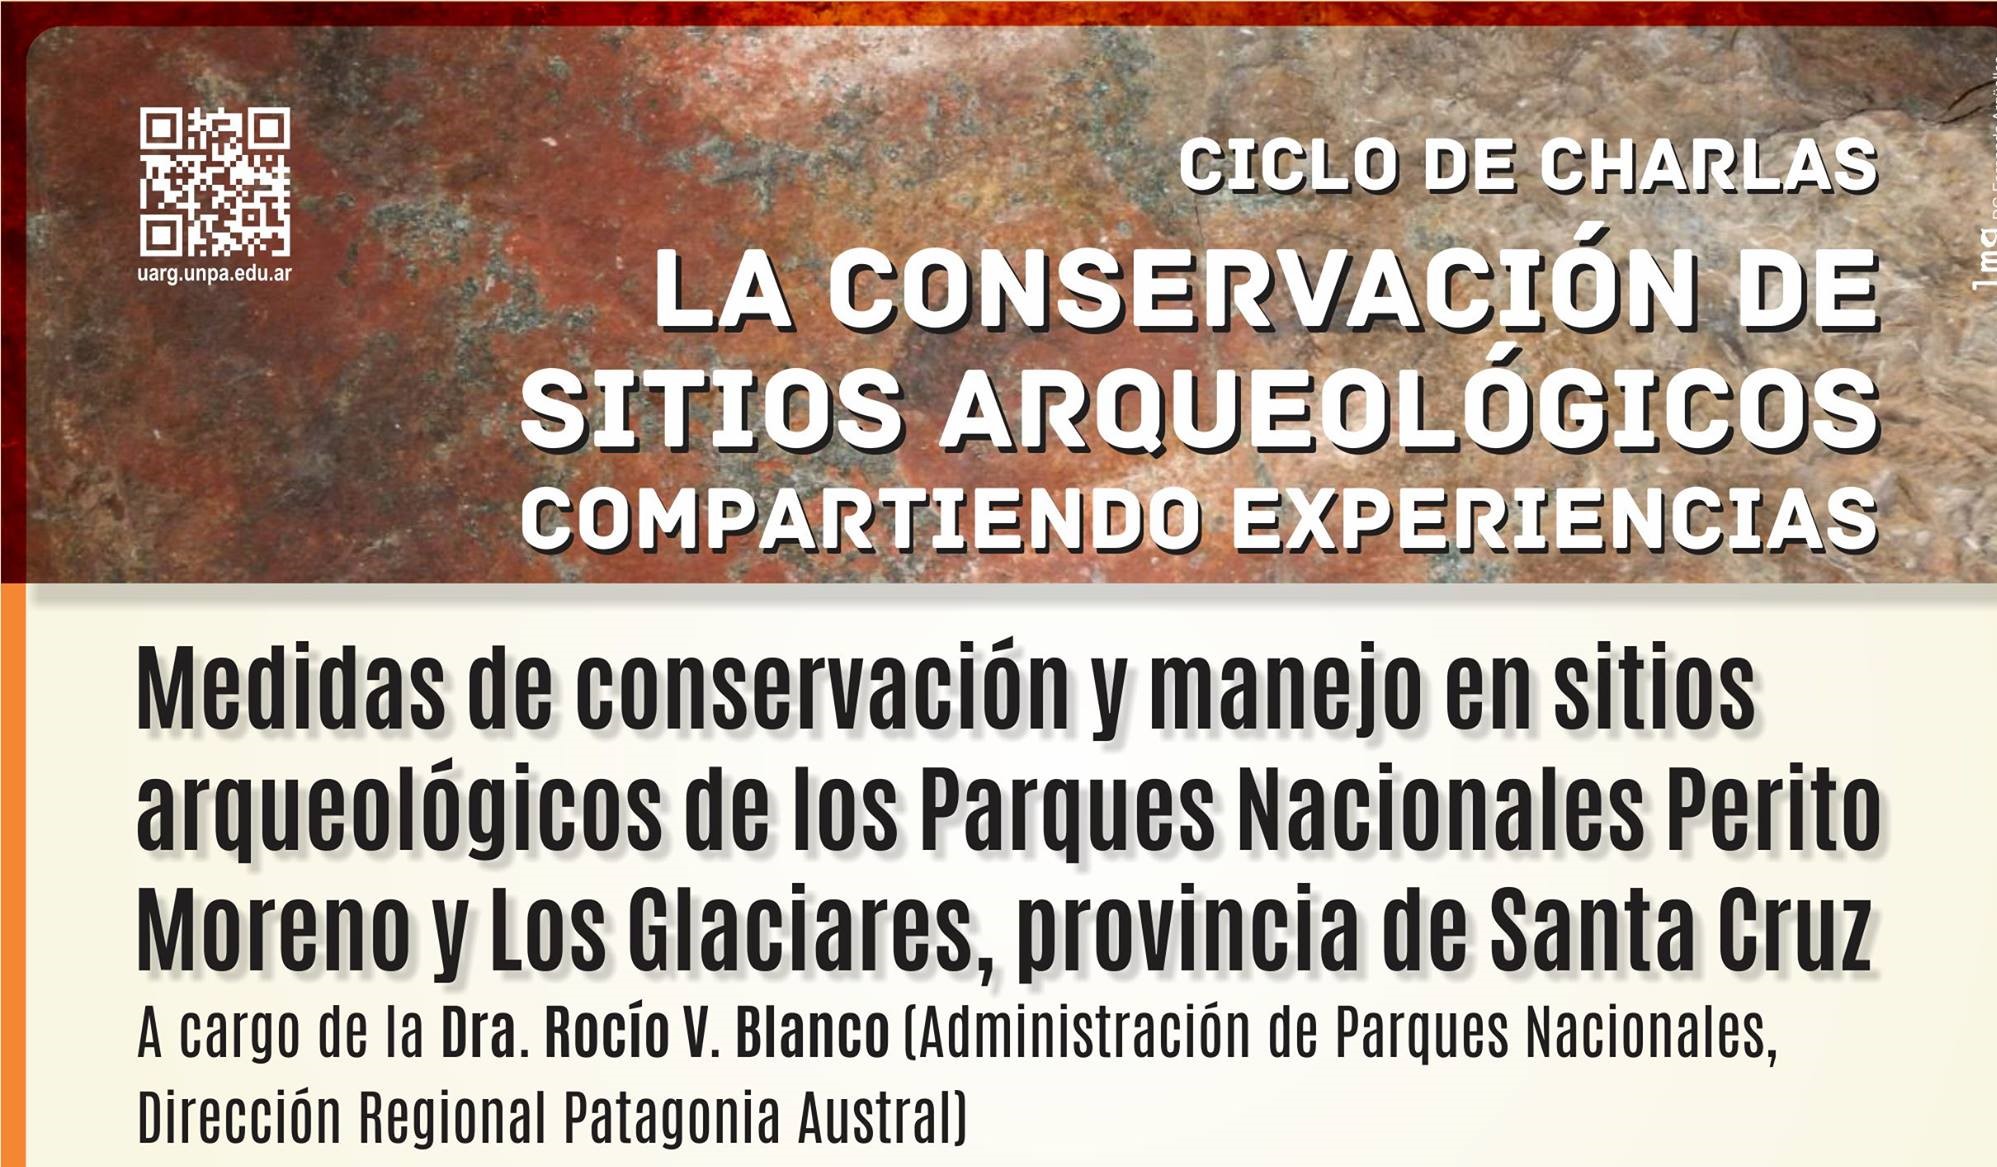 uarg.unpa.edu.ar
CICLO DE CHARLAS
LA CONSERVACIÓN DE
SITIOS ARQUEOLÓGICOS
COMPARTIENDO EXPERIENCIAS
Medidas de conservación y manejo en sitios
arqueológicos de los Parques Nacionales Perito
Moreno y Los Glaciares, provincia de Santa Cruz
A cargo de la Dra. Rocío V. Blanco (Administración de Parques Nacionales,
Dirección Regional Patagonia Austral)